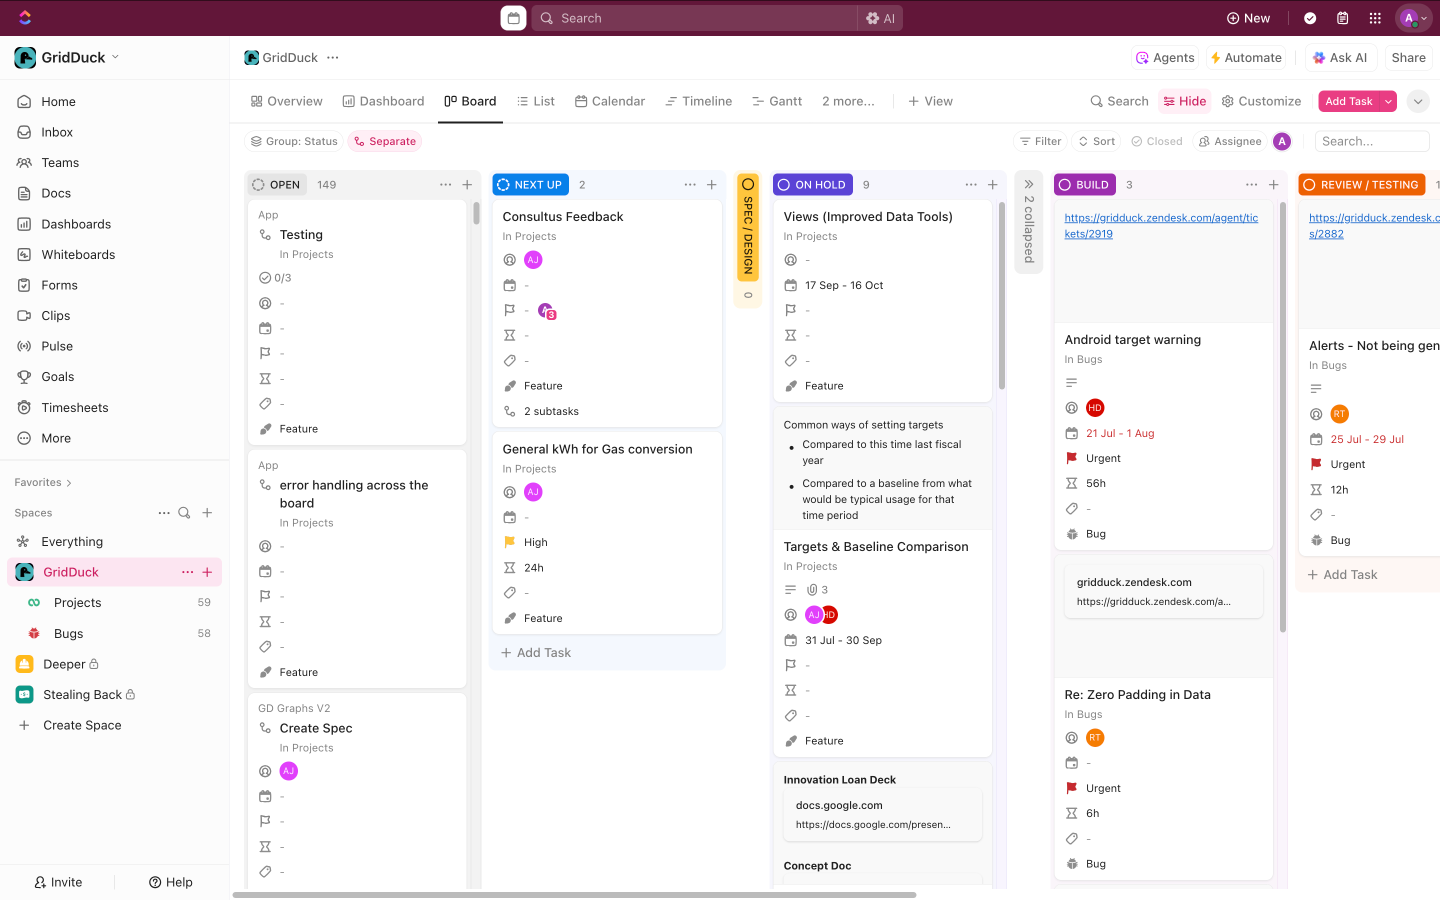 Search
AI
New
A
GridDuck
Home
Inbox
Teams
Docs
Dashboards
Whiteboards
Forms
Clips
Pulse
Goals
Timesheets
More
Favorites
Spaces
Everything
GridDuck
Projects 59
Bugs 58
Deeper
Stealing Back
Create Space
Invite
Help
GridDuck
Agents
Automate
Ask AI
Share
Overview
Dashboard
Board
List
Calendar
Timeline
Gantt
2 more...
View
Search
Hide
Customize
Add Task
Group: Status
Separate
Filter
Sort
Closed
Assignee
A
Search...
OPEN 149
App
Testing
In Projects
0/3
-
-
-
-
-
Feature
App
error handling across the
board
In Projects
-
-
-
-
-
Feature
GD Graphs V2
Create Spec
In Projects
AJ
-
-
-
-
NEXT UP 2
Consultus Feedback
In Projects
AJ
-
- A 3
-
-
Feature
2 subtasks
General kWh for Gas conversion
In Projects
AJ
-
High
24h
-
Feature
+ Add Task
SPEC / DESIGN
0
ON HOLD 9
Views (Improved Data Tools)
In Projects
-
17 Sep - 16 Oct
-
-
-
Feature
Common ways of setting targets
• Compared to this time last fiscal
year
• Compared to a baseline from what
would be typical usage for that
time period
Targets & Baseline Comparison
In Projects
3
AJ HD
31 Jul - 30 Sep
-
-
-
Feature
Innovation Loan Deck
docs.google.com
https://docs.google.com/presen...
Concept Doc
2 collapsed
BUILD 3
https://gridduck.zendesk.com/agent/tic
kets/2919
Android target warning
In Bugs
HD
21 Jul - 1 Aug
Urgent
56h
-
Bug
gridduck.zendesk.com
https://gridduck.zendesk.com/a...
Re: Zero Padding in Data
In Bugs
RT
-
Urgent
6h
-
Bug
REVIEW / TESTING 1
https://gridduck.zendesk.c
s/2882
Alerts - Not being gen
In Bugs
RT
25 Jul - 29 Jul
Urgent
12h
-
Bug
+ Add Task